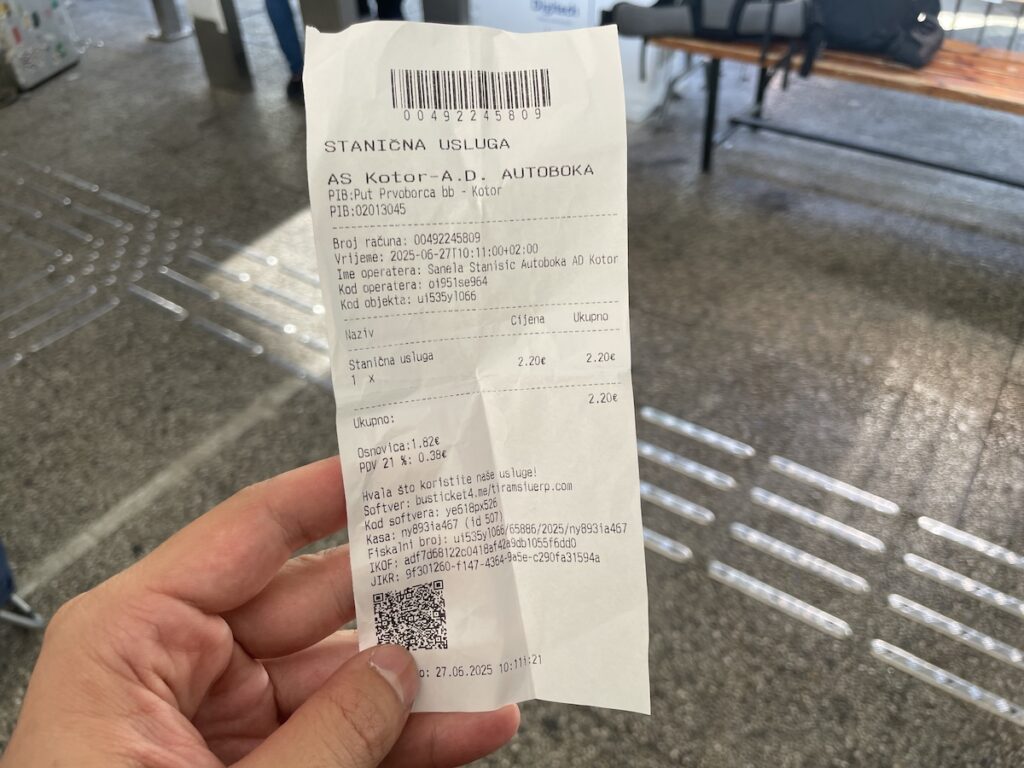 Digitech
00492245809
STANIČNA USLUGA
AS Kotor-A.D. AUTOBOKA
PIB:Put Prvoborca bb - Kotor
PIB:02013045
Broj računa: 00492245809
Vrijeme: 2025-06-27T10:11:00+02:00
Ime operatera: Sanela Stanisic Autoboka AD Kotor
Kod operatera: oi951se964
Kod objekta: ui535yl066
Naziv Cijena Ukupno
Stanična usluga 2.20€ 2.20€
1 x
2.20€
Ukupno:
Osnovica:1.82€
PDV 21 %: 0.38€
Hvala što koristite naše usluge!
Softver: busticket4.me/tiramsfuerp.com
Kod softvera: ye618px526
Kasa: ny893ia467 (id 507)
Fiskalni broj: ui535yl066/65886/2025/ny893ia467
IKOF: adf7d68122c0418af42a9db1055f6dd0
JIKR: 9f301260-f147-4364-9a5e-c290fa31594a
o: 27.06.2025 10:11:21